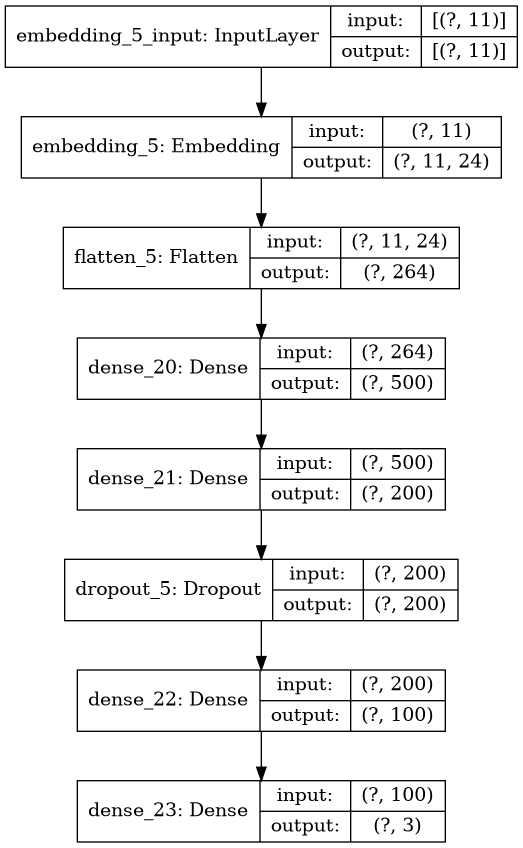 embedding_5_input: InputLayer
input:
[(?, 11)]
output:
[(?, 11)]
embedding_5: Embedding
input:
(?, 11)
output:
(?, 11, 24)
flatten_5: Flatten
input:
(?, 11, 24)
output:
(?, 264)
dense_20: Dense
input:
(?, 264)
output:
(?, 500)
dense_21: Dense
input:
(?, 500)
output:
(?, 200)
dropout_5: Dropout
input:
(?, 200)
output:
(?, 200)
dense_22: Dense
input:
(?, 200)
output:
(?, 100)
dense_23: Dense
input:
(?, 100)
output:
(?, 3)